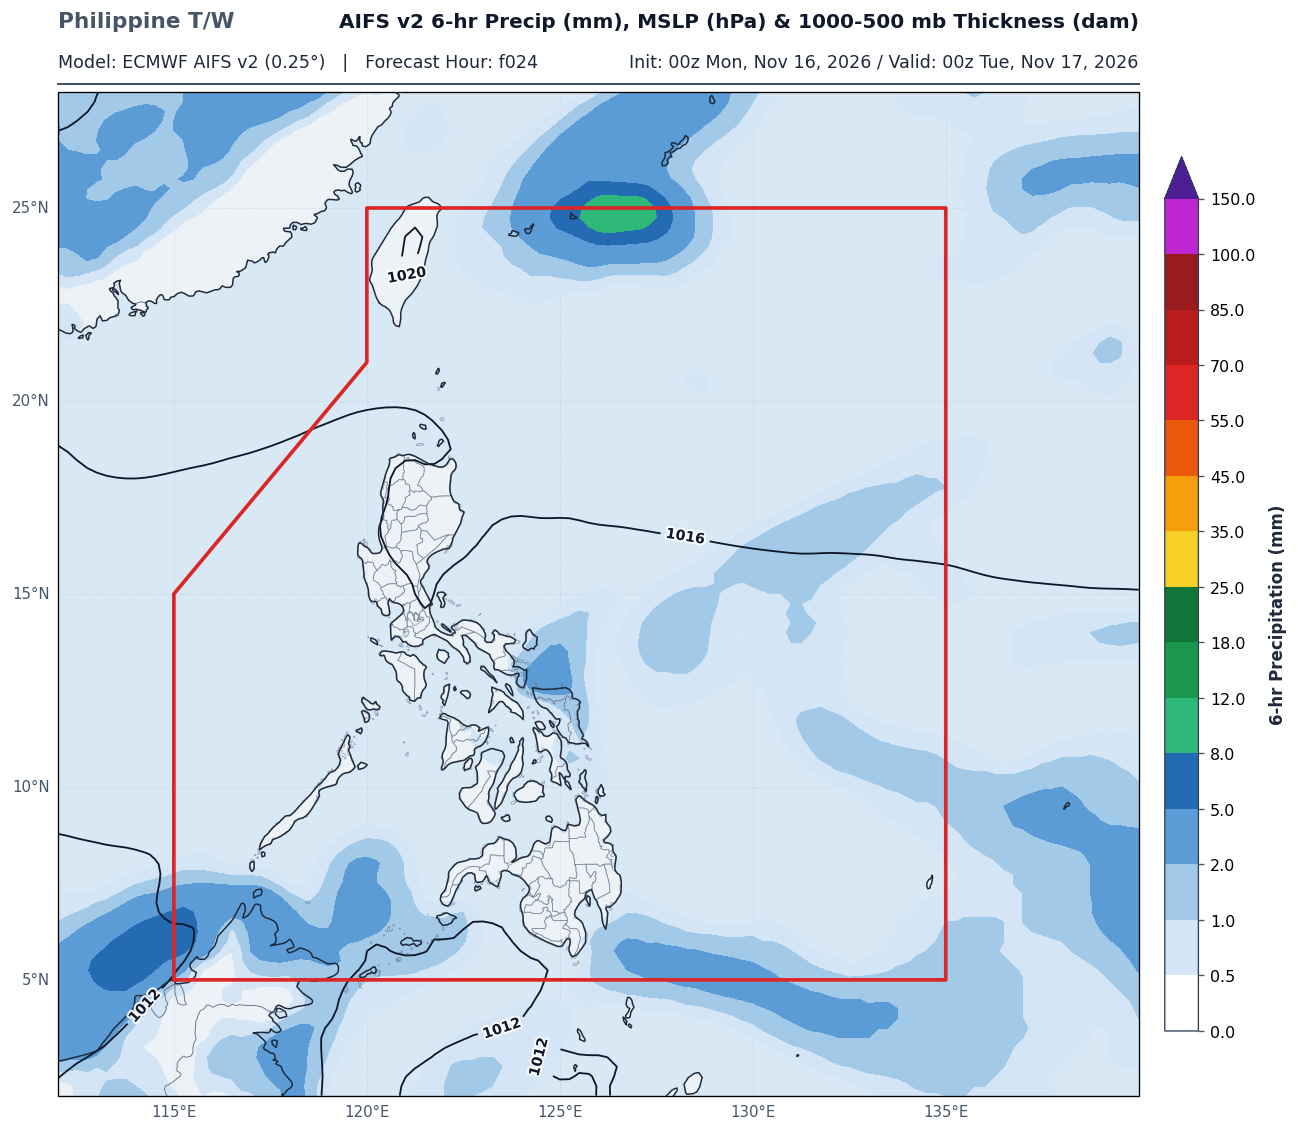 Philippine T/W
AIFS v2 6-hr Precip (mm), MSLP (hPa) & 1000-500 mb Thickness (dam)
Model: ECMWF AIFS v2 (0.25°) | Forecast Hour: f024
Init: 00z Mon, Nov 16, 2026 / Valid: 00z Tue, Nov 17, 2026
25°N
20°N
15°N
10°N
5°N
115°E
120°E
125°E
130°E
135°E
1020
1016
1012
1012
1012
150.0
100.0
85.0
70.0
55.0
45.0
35.0
25.0
18.0
12.0
8.0
5.0
2.0
1.0
0.5
0.0
6-hr Precipitation (mm)